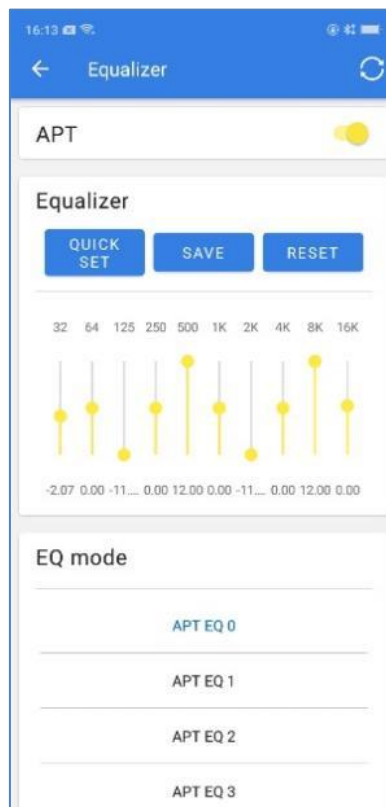 16:13
Equalizer
APT
Equalizer
QUICK
SET
SAVE
RESET
32 64 125 250 500 1K 2K 4K 8K 16K
-2.07 0.00 -11.... 0.00 12.00 0.00 -11.... 0.00 12.00 0.00
EQ mode
APT EQ 0
APT EQ 1
APT EQ 2
APT EQ 3